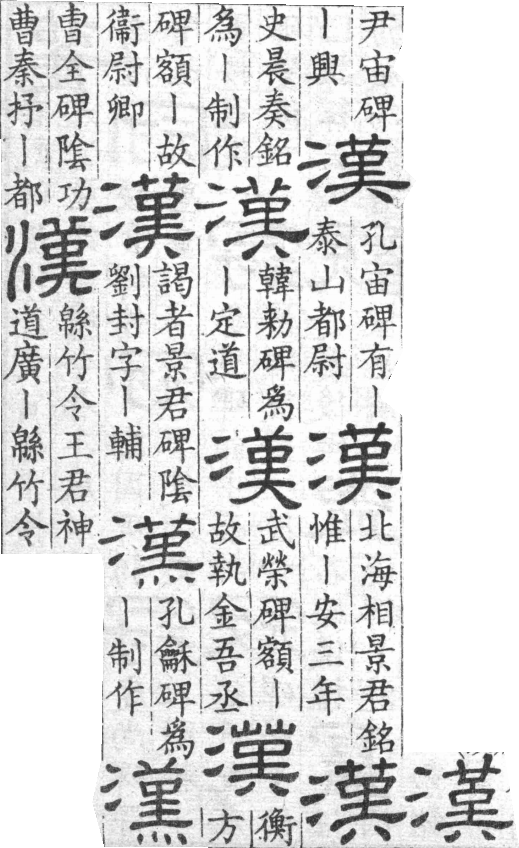 漢
尹宙碑
丨興
漢
孔宙碑有丨
泰山都尉
漢
北海相景君銘
惟丨安三年
漢
史晨奏銘
為丨制作
漢
韓勑碑為
丨定道
漢
武榮碑額丨
故執金吾丞
漢
衡
方
碑額丨故
衞尉卿
漢
謁者景君碑陰
劉封字丨輔
漢
孔龢碑為
丨制作
漢
曹全碑陰功
曹秦抒丨都
漢
緜竹令王君神
道廣丨緜竹令